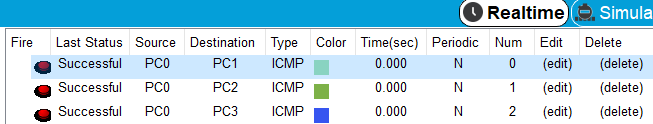 Realtime Simula
Fire Last Status Source Destination Type Color Time(sec) Periodic Num Edit Delete
Successful PC0 PC1 ICMP 0.000 N 0 (edit) (delete)
Successful PC0 PC2 ICMP 0.000 N 1 (edit) (delete)
Successful PC0 PC3 ICMP 0.000 N 2 (edit) (delete)